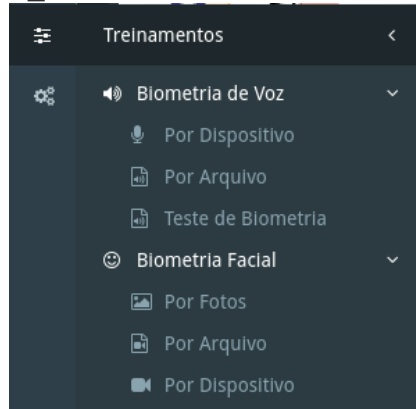 Treinamentos
Biometria de Voz
Por Dispositivo
Por Arquivo
Teste de Biometria
Biometria Facial
Por Fotos
Por Arquivo
Por Dispositivo